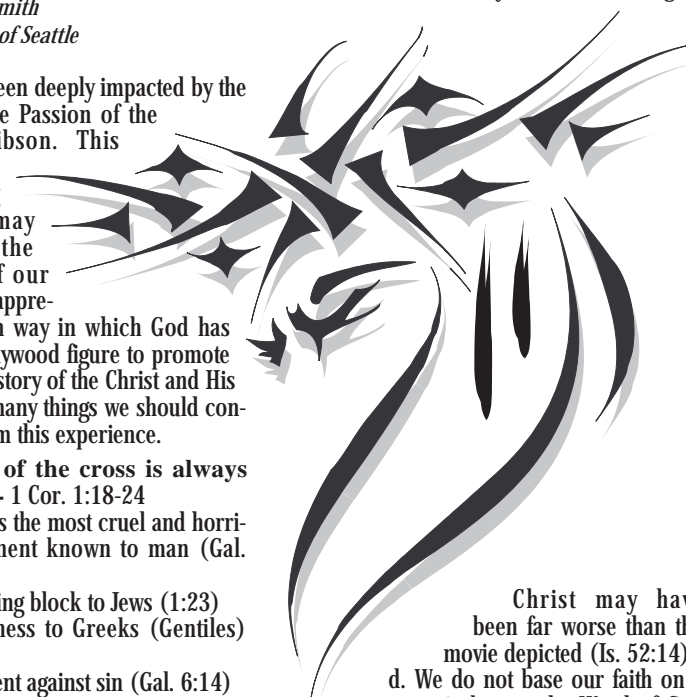 mith
of Seattle
een deeply impacted by the
e Passion of the
ibson. This
may
the
f our
appre-
n way in which God has
ywood figure to promote
story of the Christ and His
many things we should con-
m this experience.
of the cross is always
- 1 Cor. 1:18-24
s the most cruel and horri-
ment known to man (Gal.
ing block to Jews (1:23)
ness to Greeks (Gentiles)
ent against sin (Gal. 6:14)
Christ may hav
been far worse than th
movie depicted (Is. 52:14)
d. We do not base our faith on